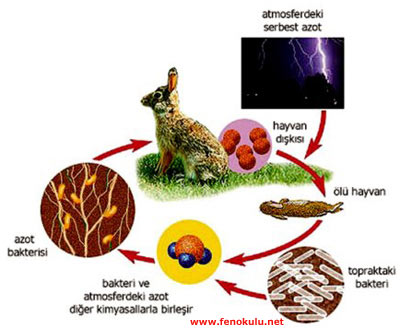 atmosferdeki
serbest azot
hayvan
dışkısı
ölü hayvan
azot
bakterisi
topraktaki
bakteri
bakteri ve
atmosferdeki azot
diğer kimyasallarla birleşir
www.fenokulu.net